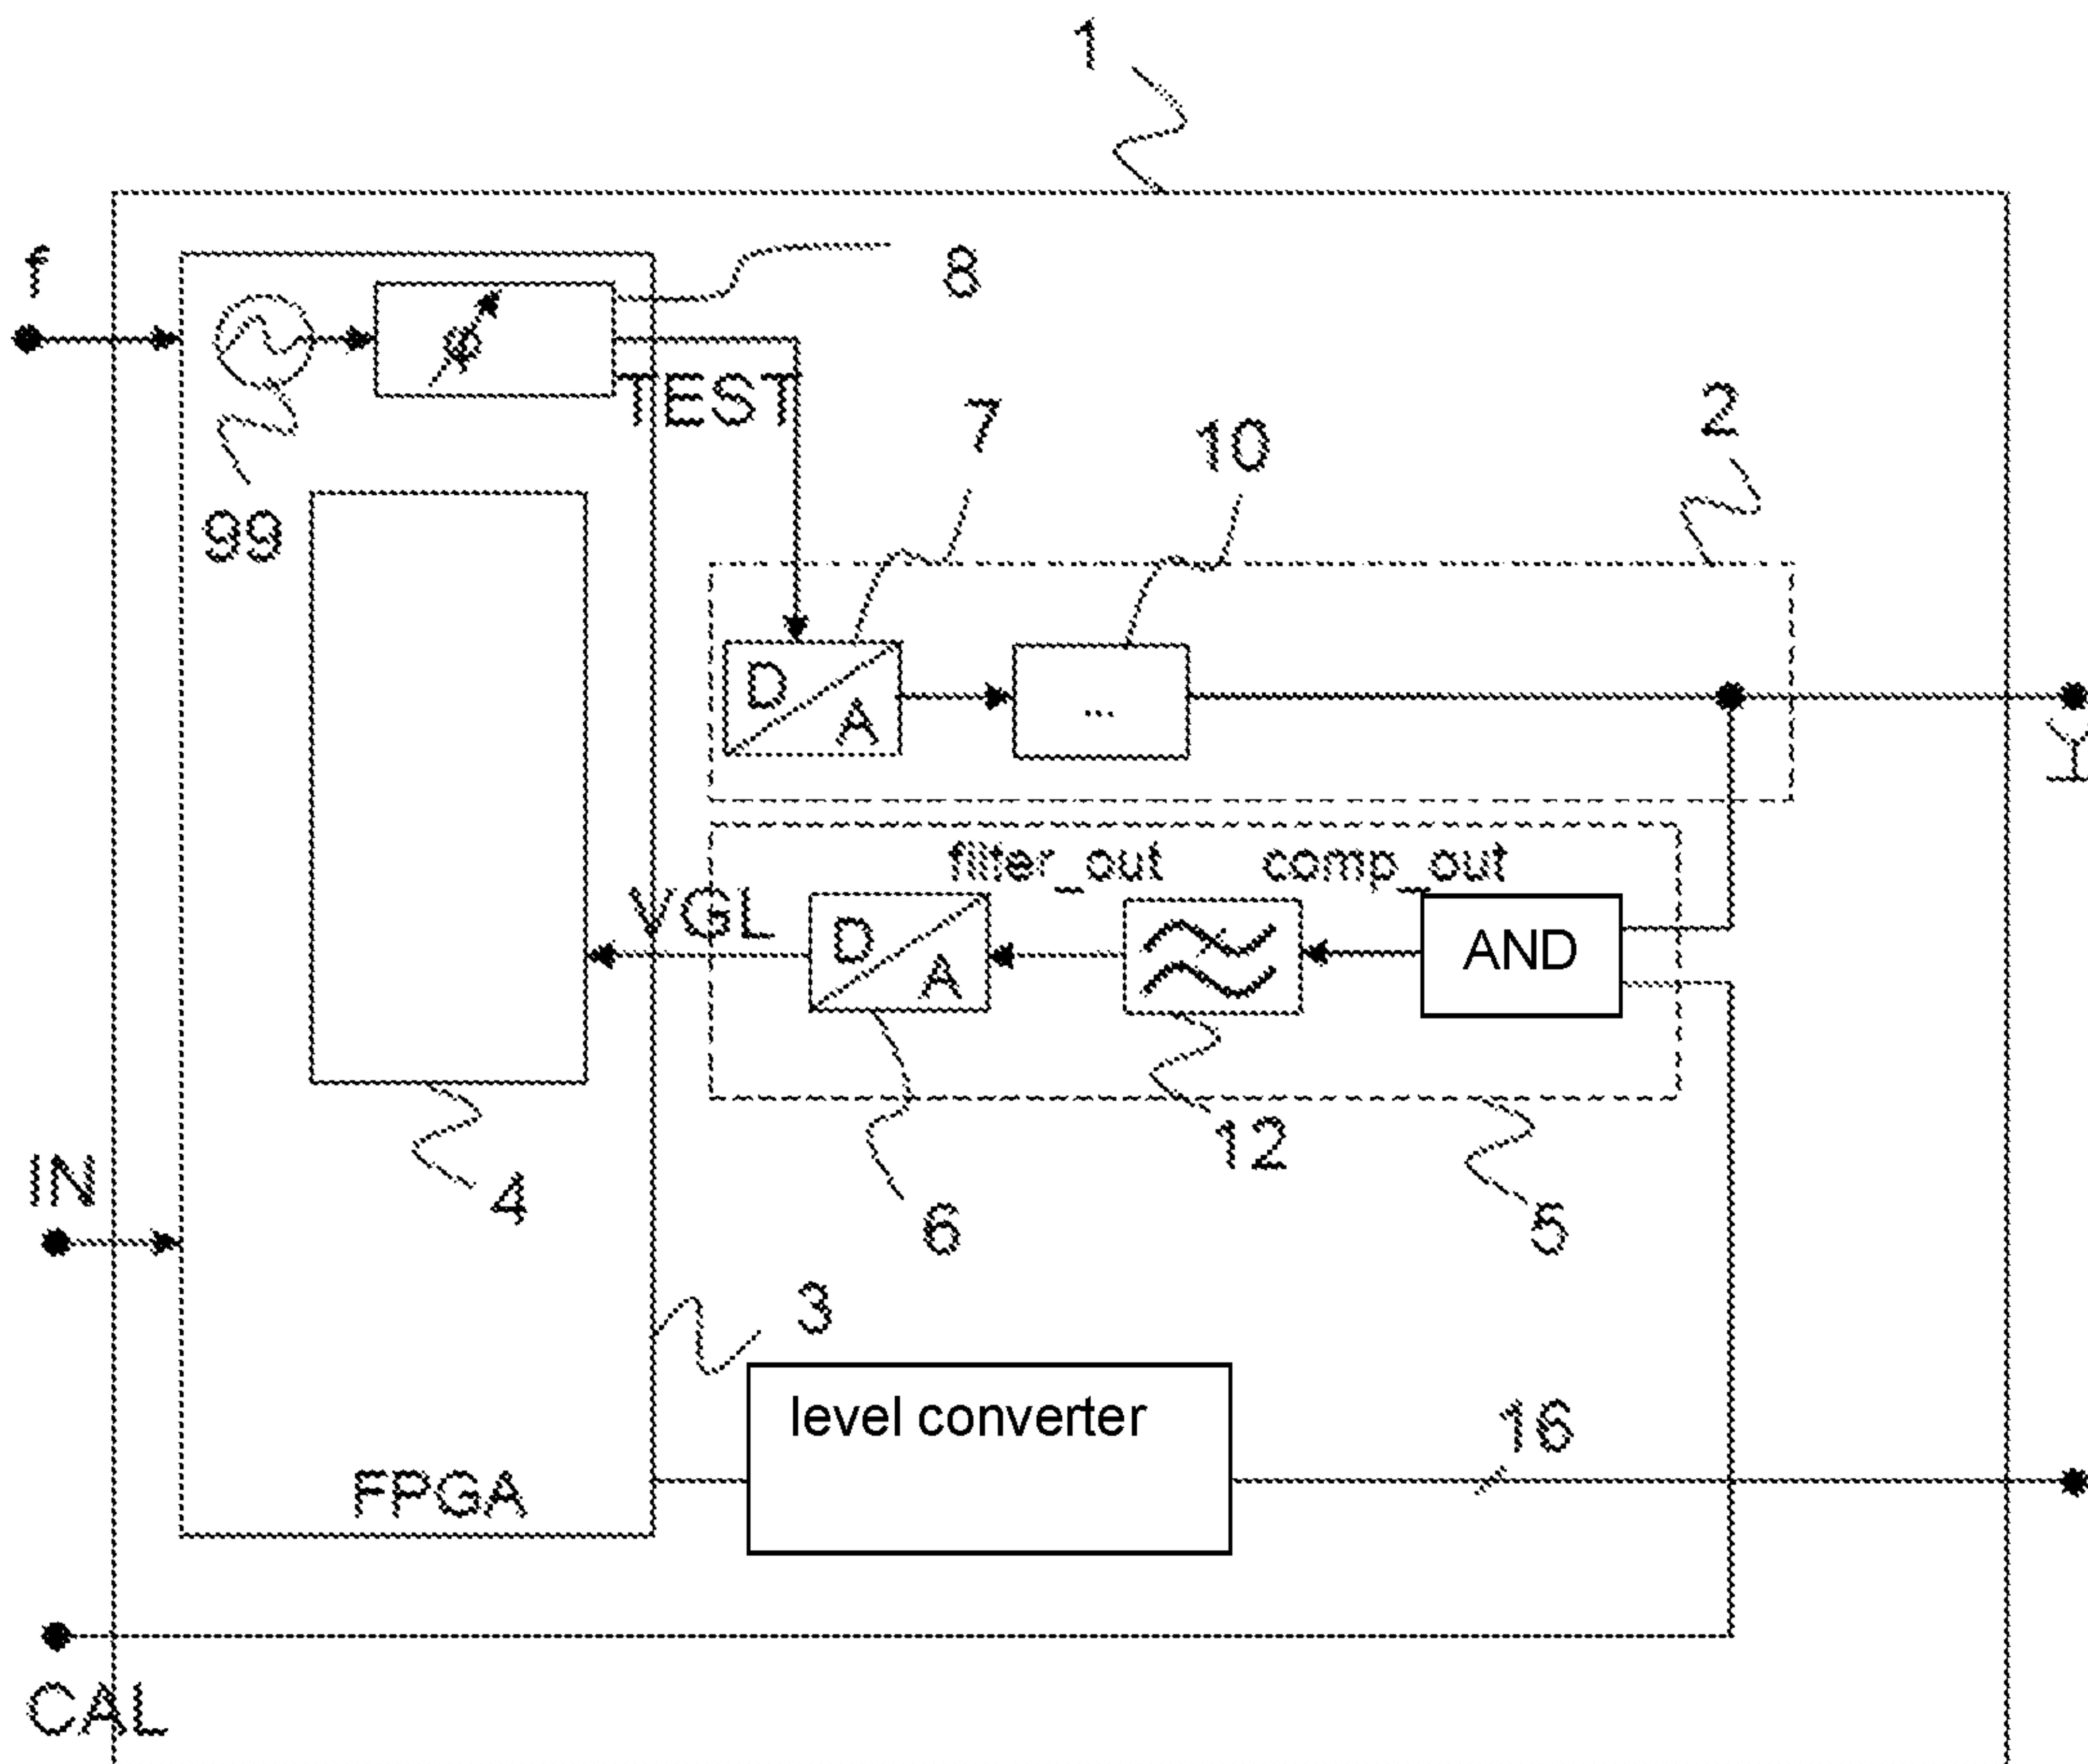 1
f
8
φ
TEST
7
10
2
99
D
A
...
Y
filter_out
comp_out
VGL
D
A
AND
IN
4
12
6
5
3
level converter
16
FPGA
CAL